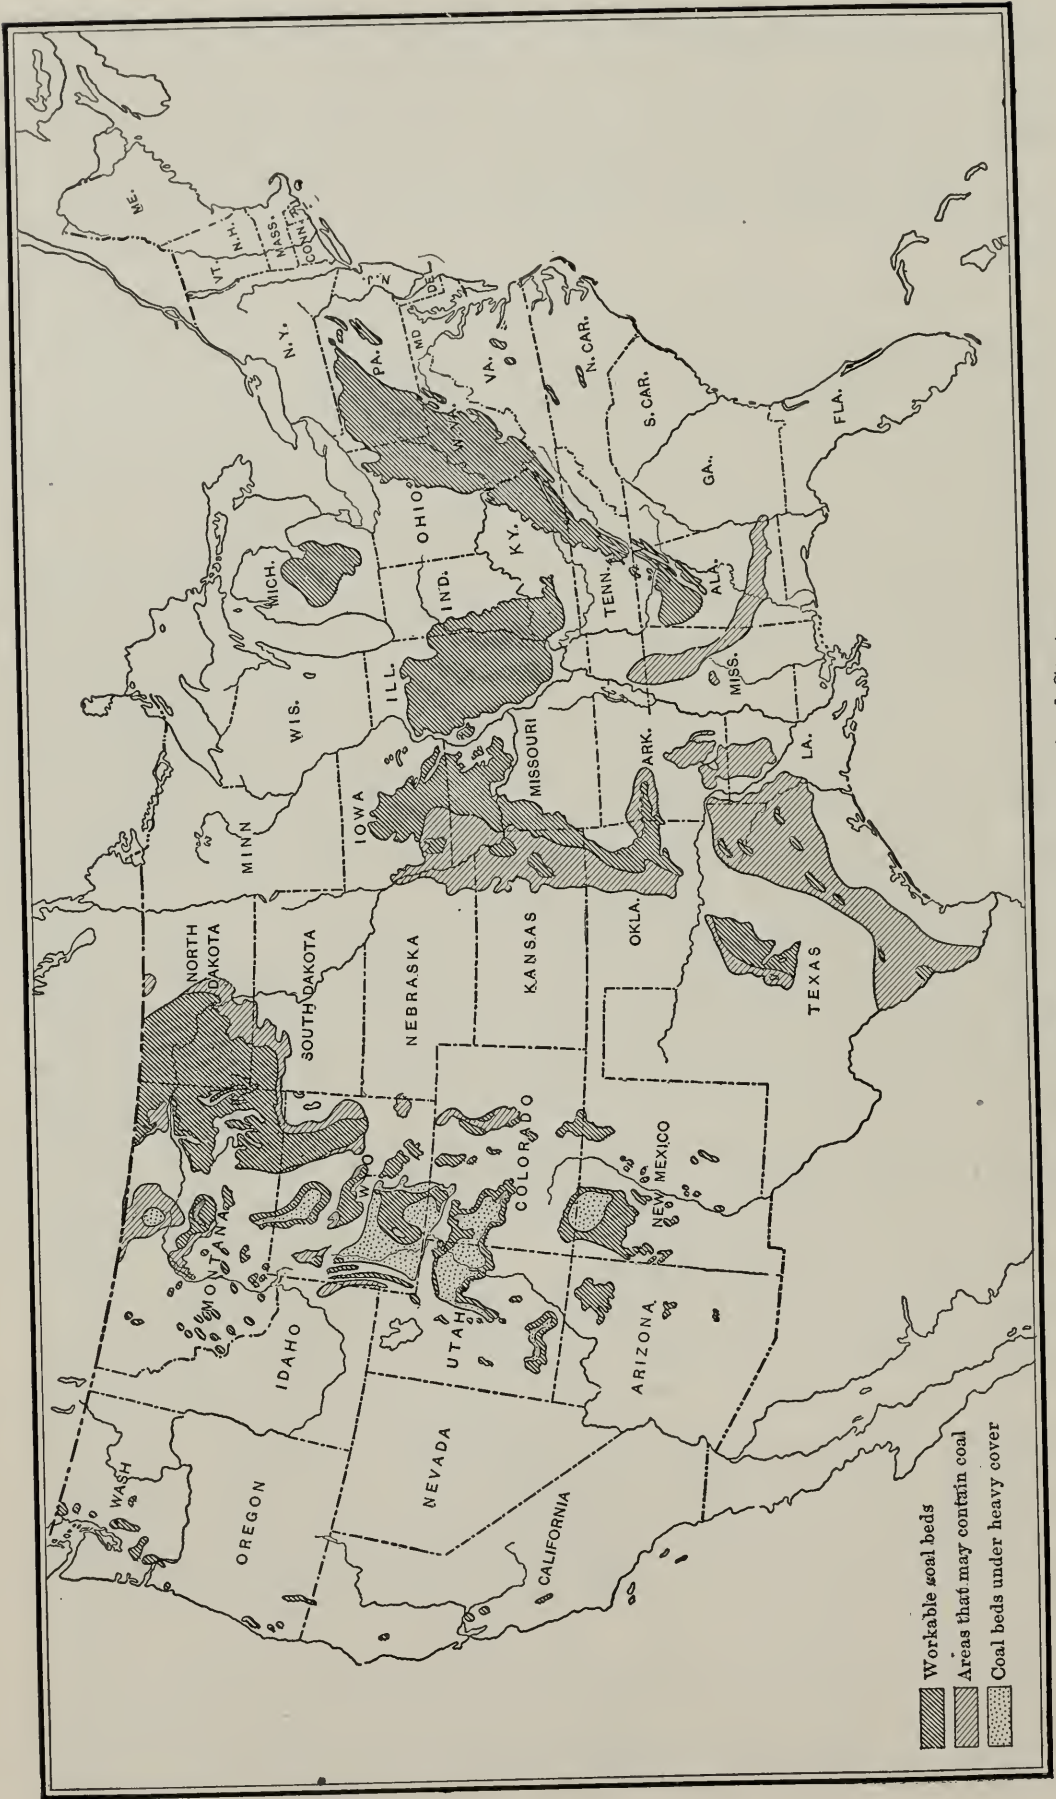 WASH
OREGON
CALIFORNIA
NEVADA
IDAHO
MONTANA
UTAH
ARIZONA
WYO
COLORADO
NEW MEXICO
NORTH
DAKOTA
SOUTH DAKOTA
NEBRASKA
KANSAS
OKLA.
TEXAS
MINN
IOWA
MISSOURI
ARK.
LA.
WIS.
ILL.
MICH.
IND.
OHIO
KY.
TENN.
MISS.
ALA.
GA.
FLA.
S. CAR.
N. CAR.
VA.
W. VA.
MD
DEL
PA.
N.J.
N.Y.
CONN.
R.I.
MASS.
VT.
N.H.
ME.
Workable coal beds
Areas that may contain coal
Coal beds under heavy cover